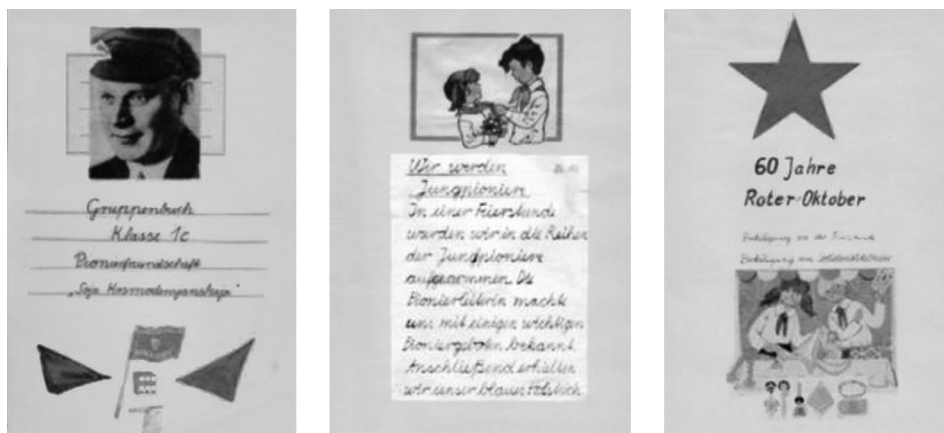 Gruppenbuch
Klasse 1c
Pionierfreundschaft
„Soja Kosmodemjanskaja“
Wir werden
Jungpioniere
In einer Feierstunde
wurden wir in die Reihen
der Jungpioniere
aufgenommen. Die
Pionierleiterin machte
uns mit einigen wichtigen
Pioniergeboten bekannt.
Anschließend erhielten
wir unser blaues Halstuch
60 Jahre
Roter Oktober